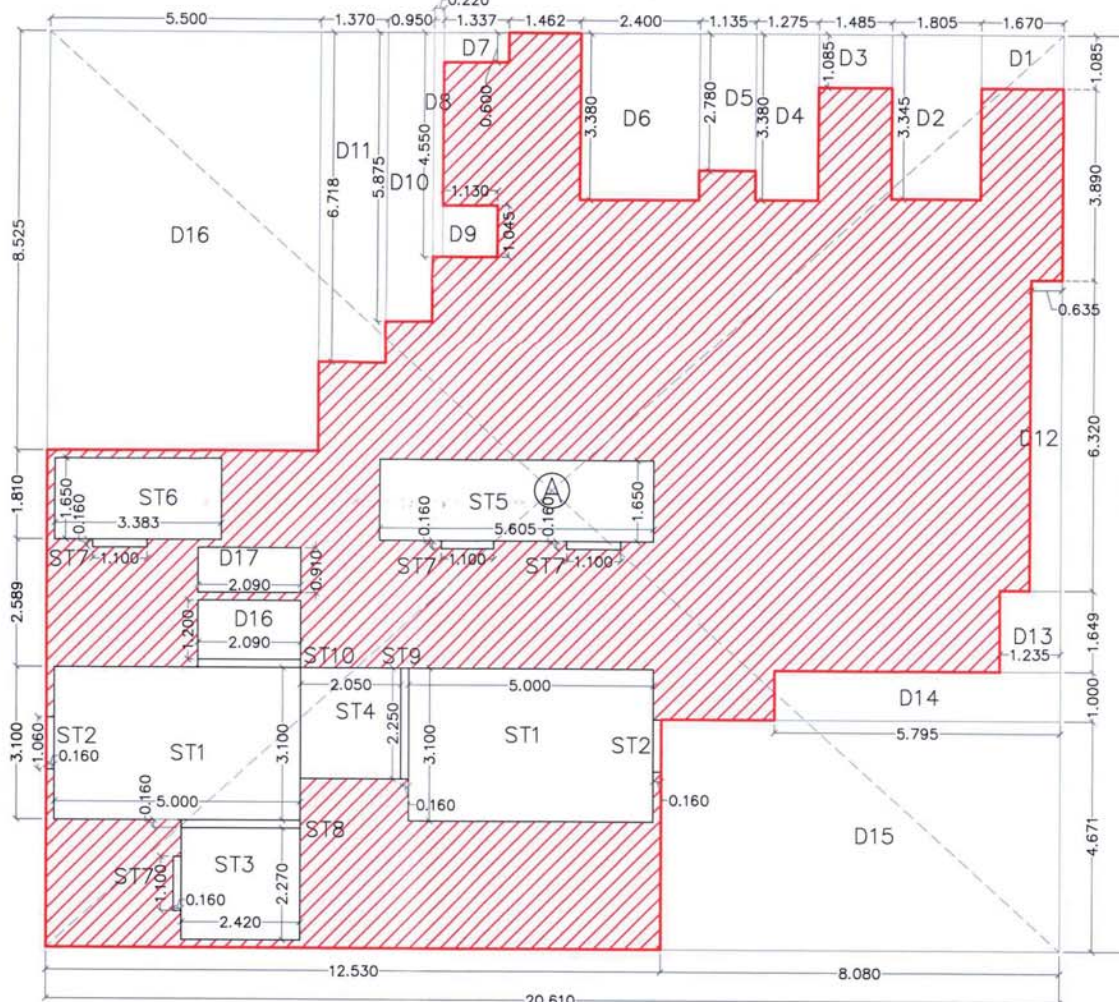 0.220
5.500 1.370 0.950 1.337 1.462 2.400 1.135 1.275 1.485 1.805 1.670
D7 D3 D1
1.085 1.085
D8 0.600 D5
3.380 2.780 3.380 3.345
D6 D4 D2
D11 4.550
6.718 5.875 D10
1.130
3.890
8.525 D16 D9 1.045
0.635
D12 6.320
1.810 1.650 ST6 ST5 A 1.650
0.160 3.383 0.160 5.605 0.160
ST7 1.100 D17 ST7 1.100 ST7 1.100
2.090 0.910
2.589
1.200 D16 D13
2.090 1.235 1.649
ST10 ST9
2.050 5.000 D14 1.000
ST4 2.250
5.795
3.100 1.060 ST2 ST1 3.100 3.100 ST1 ST2
0.160
5.000 0.160 0.160 0.160
ST8 D15 4.671
ST7 ST3
1.100 0.160 2.270
2.420
12.530 8.080
20.610